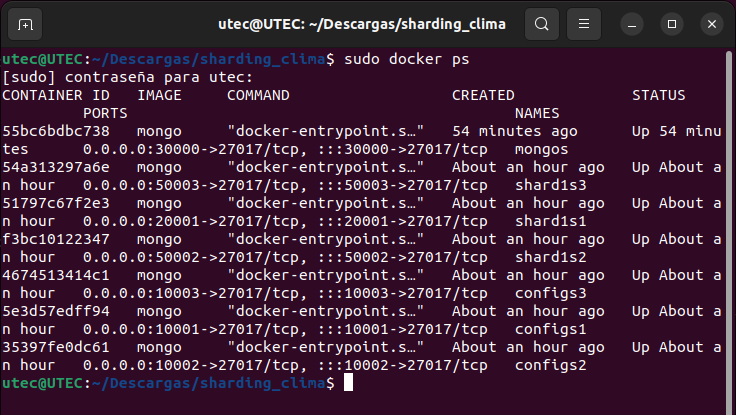 utec@UTEC: ~/Descargas/sharding_clima
utec@UTEC:~/Descargas/sharding_clima$ sudo docker ps
[sudo] contraseña para utec:
CONTAINER ID   IMAGE     COMMAND                  CREATED             STATUS
         PORTS                                           NAMES
55bc6bdbc738   mongo     "docker-entrypoint.s…"   54 minutes ago      Up 54 minu
tes      0.0.0.0:30000->27017/tcp, :::30000->27017/tcp   mongos
54a313297a6e   mongo     "docker-entrypoint.s…"   About an hour ago   Up About a
n hour   0.0.0.0:50003->27017/tcp, :::50003->27017/tcp   shard1s3
51797c67f2e3   mongo     "docker-entrypoint.s…"   About an hour ago   Up About a
n hour   0.0.0.0:20001->27017/tcp, :::20001->27017/tcp   shard1s1
f3bc10122347   mongo     "docker-entrypoint.s…"   About an hour ago   Up About a
n hour   0.0.0.0:50002->27017/tcp, :::50002->27017/tcp   shard1s2
4674513414c1   mongo     "docker-entrypoint.s…"   About an hour ago   Up About a
n hour   0.0.0.0:10003->27017/tcp, :::10003->27017/tcp   configs3
5e3d57edff94   mongo     "docker-entrypoint.s…"   About an hour ago   Up About a
n hour   0.0.0.0:10001->27017/tcp, :::10001->27017/tcp   configs1
35397fe0dc61   mongo     "docker-entrypoint.s…"   About an hour ago   Up About a
n hour   0.0.0.0:10002->27017/tcp, :::10002->27017/tcp   configs2
utec@UTEC:~/Descargas/sharding_clima$